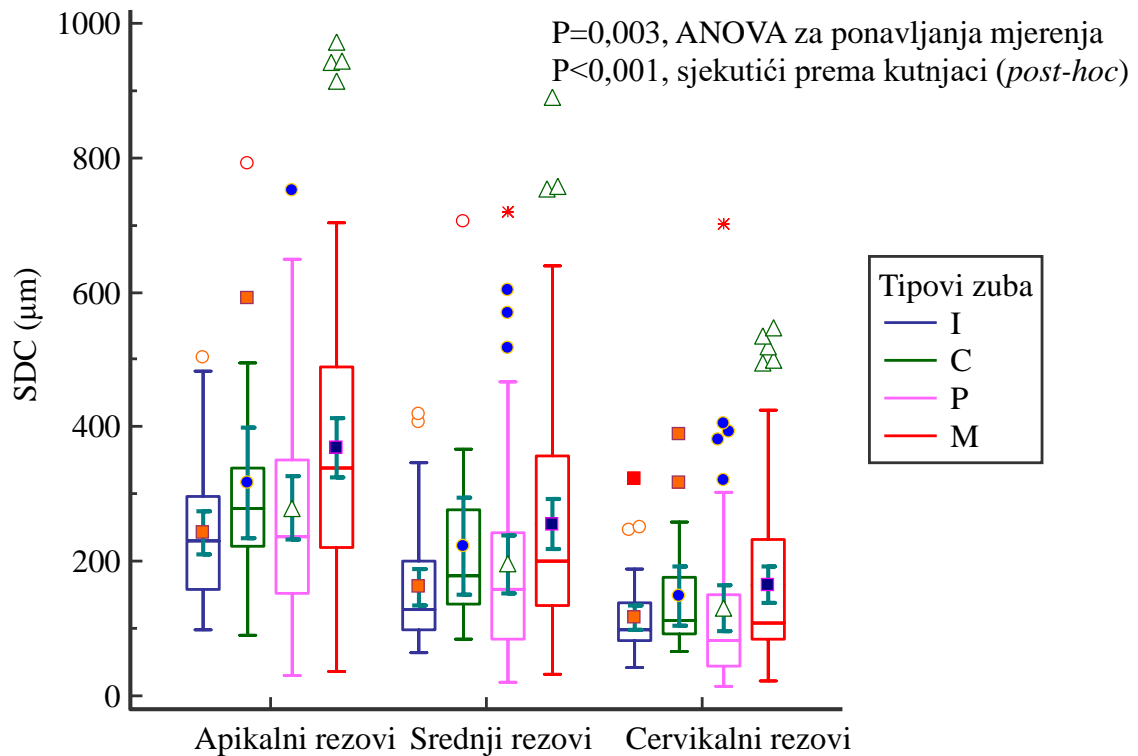 P=0,003, ANOVA za ponavljanja mjerenja
P<0,001, sjekutići prema kutnjaci (post-hoc)
SDC (µm)
1000
800
600
400
200
0
Apikalni rezovi Srednji rezovi Cervikalni rezovi
Tipovi zuba
I
C
P
M